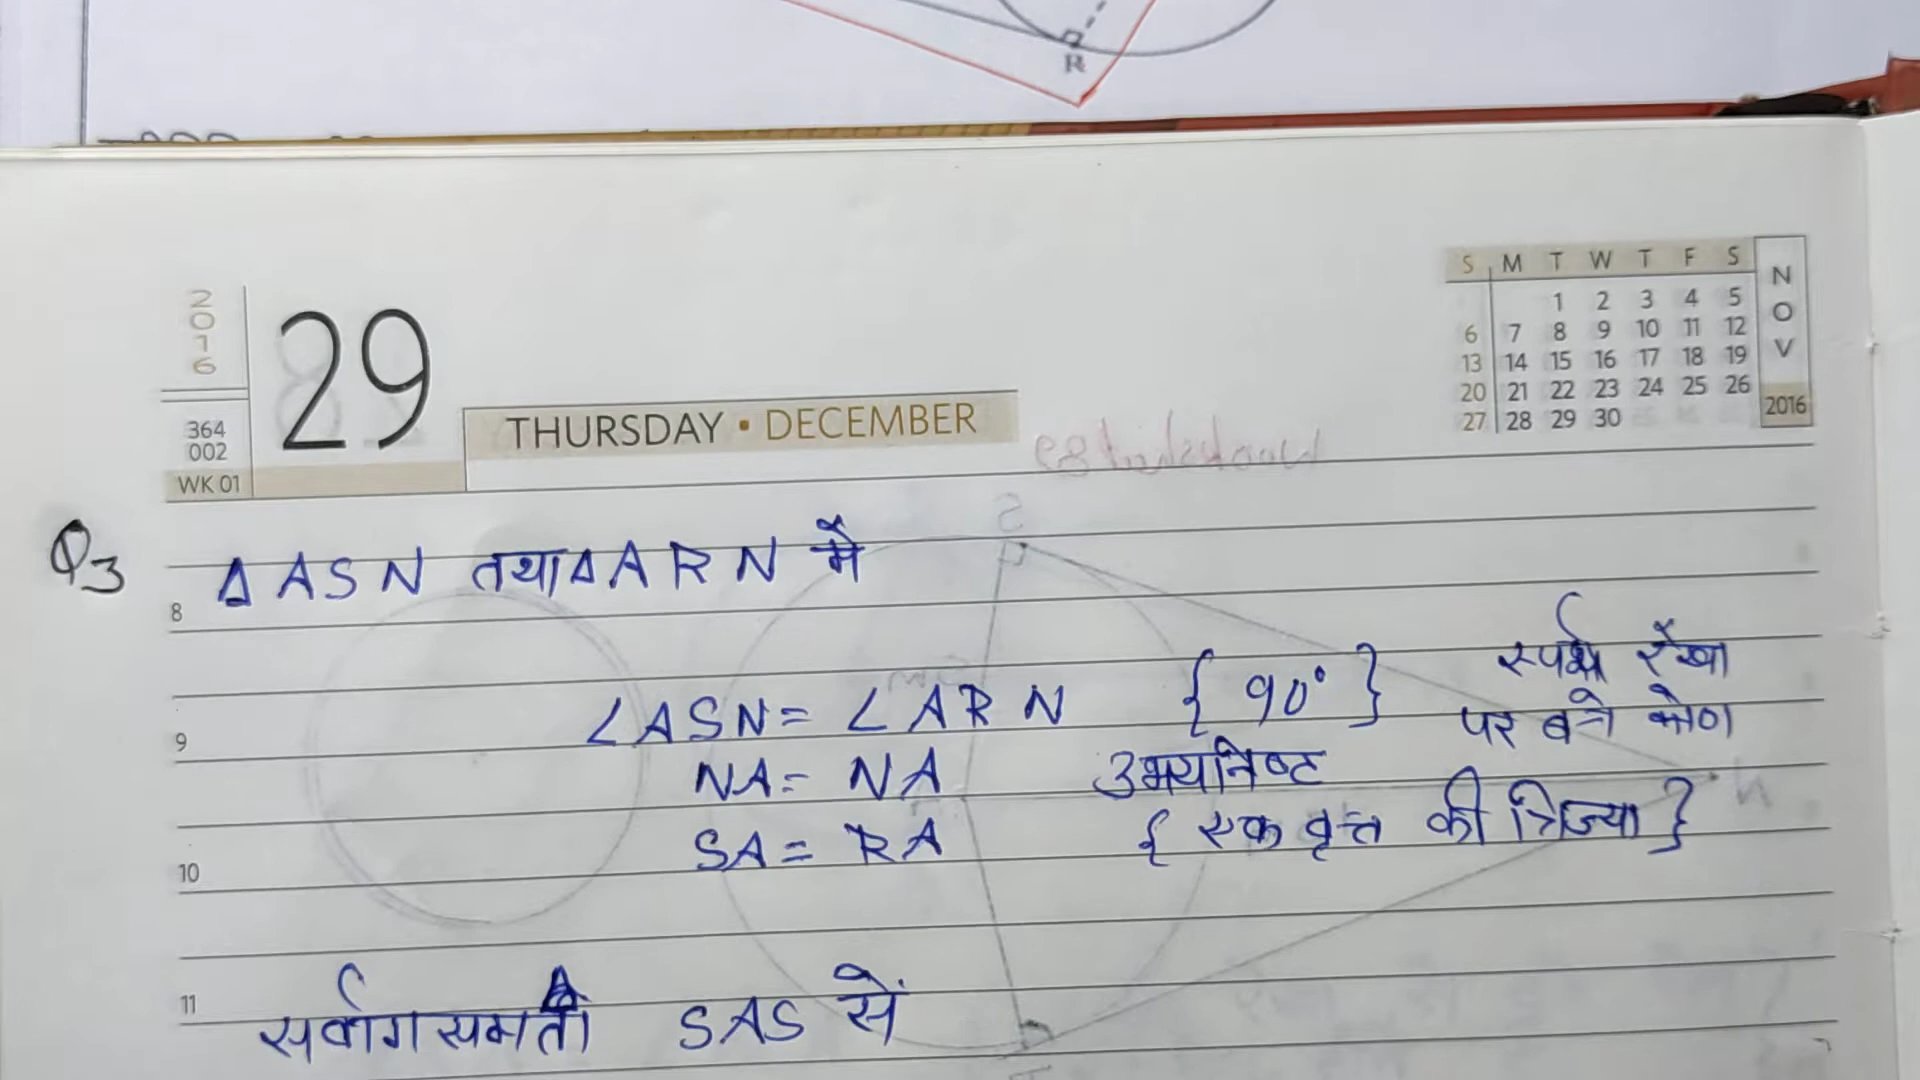 R
2016
29
364
002
WK 01
THURSDAY • DECEMBER
S M T W T F S
1 2 3 4 5
6 7 8 9 10 11 12
13 14 15 16 17 18 19
20 21 22 23 24 25 26
27 28 29 30
NOV
2016
Q3 Δ ASN तथा Δ ARN में
8
∠ASN = ∠ARN { 90° } स्पर्श रेखा
पर बने कोण
9
NA = NA उभयनिष्ट
SA = RA { एक वृत्त की त्रिज्या }
10
11
सर्वांगसमता SAS सें